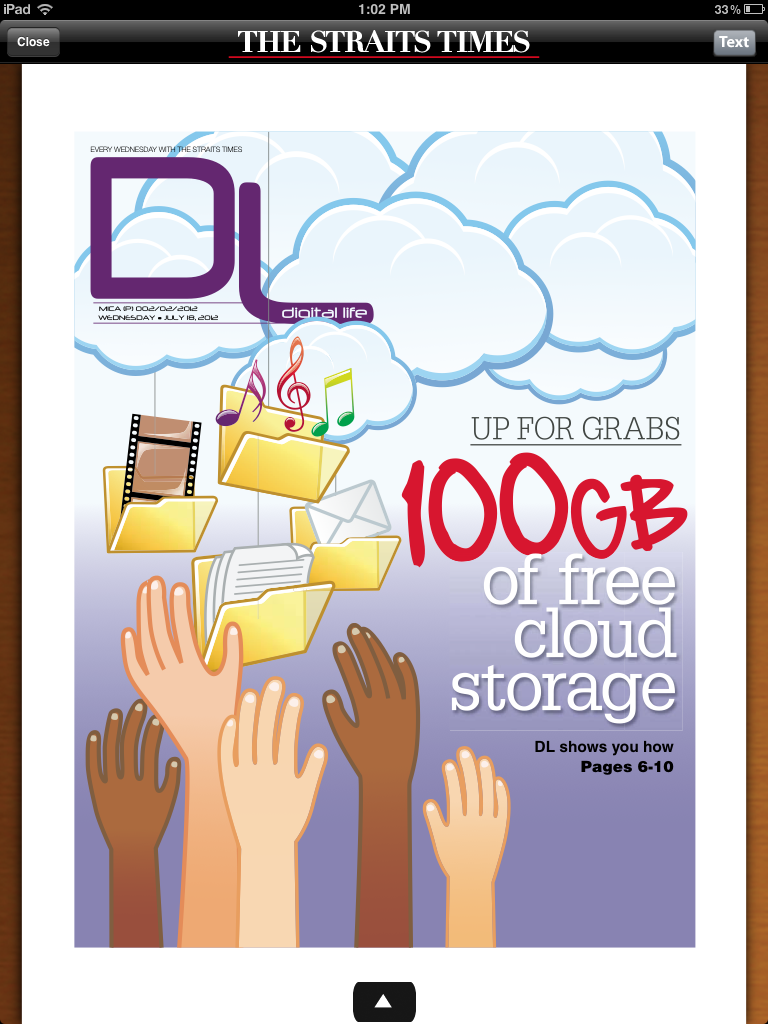 iPad 1:02 PM 33%
Close THE STRAITS TIMES Text
EVERY WEDNESDAY WITH THE STRAITS TIMES
DL
digital life
MICA (P) 002/02/2012
WEDNESDAY • JULY 18, 2012
UP FOR GRABS
100GB
of free
cloud
storage
DL shows you how
Pages 6-10